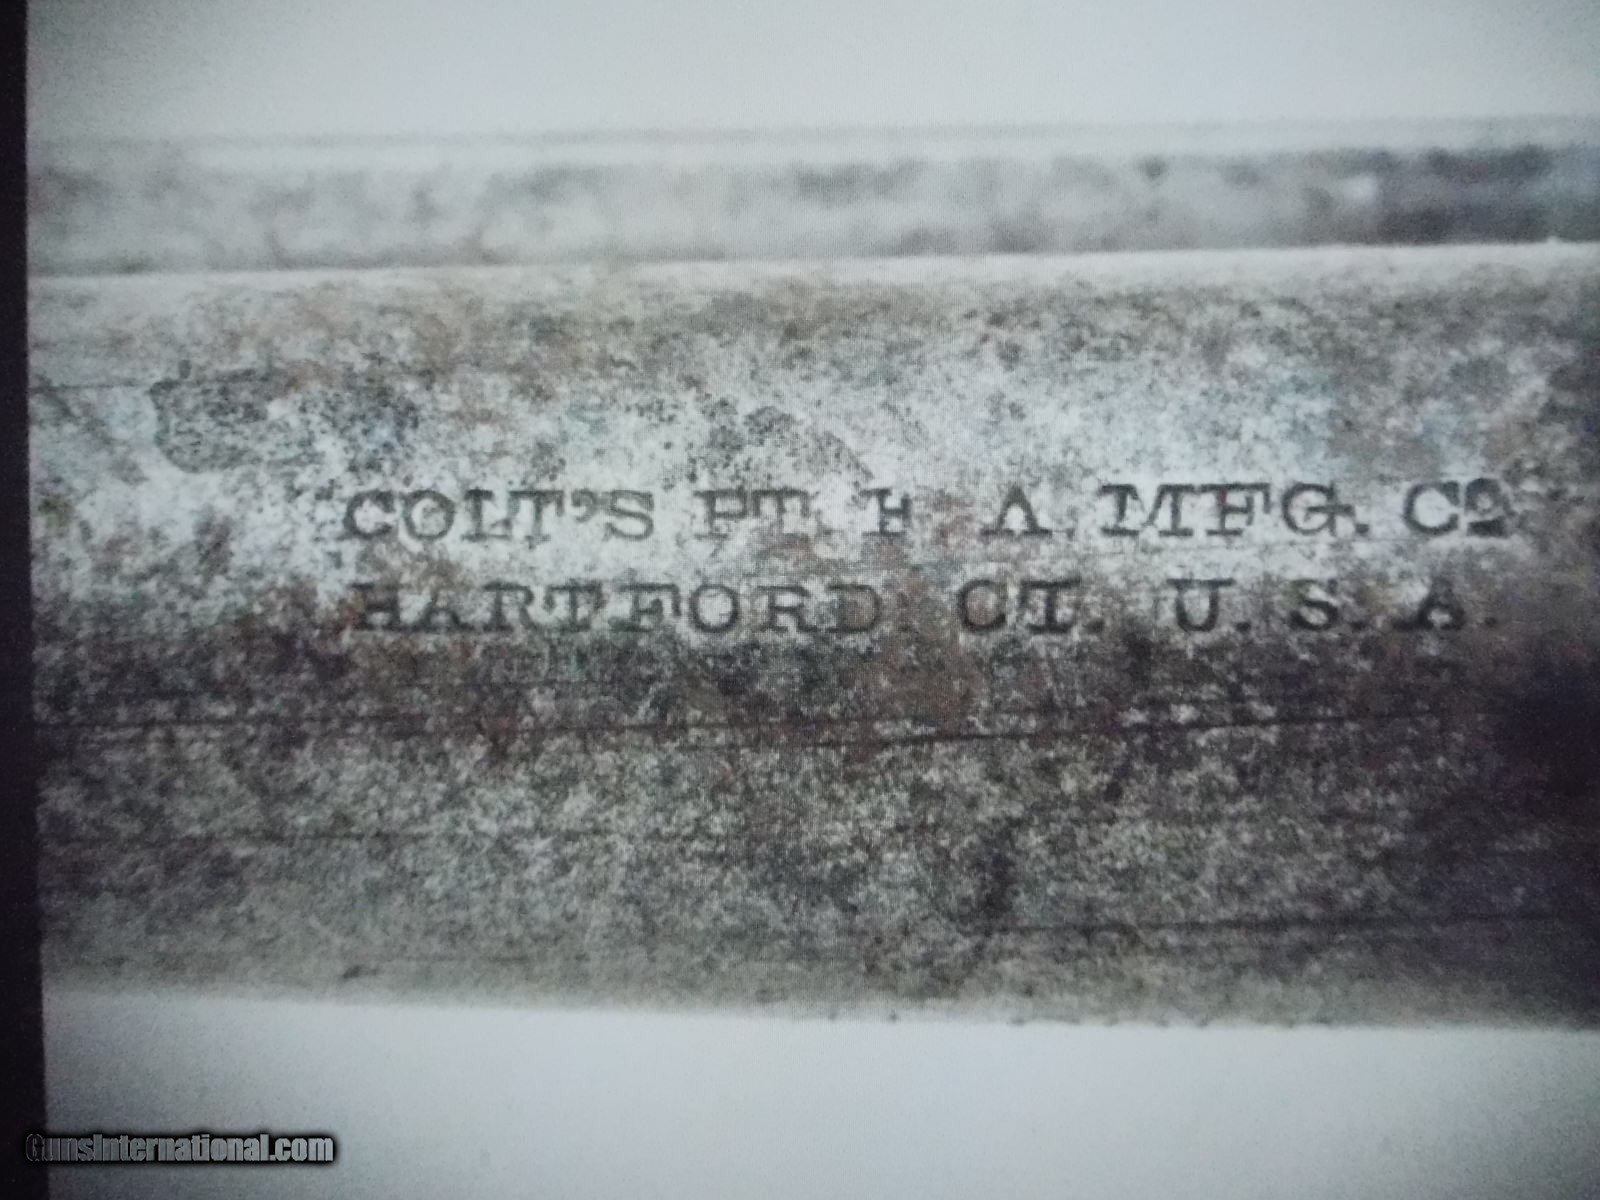 COLT'S PT. F. A. MFG. Co
HARTFORD CT. U. S. A.
GunsInternational.com